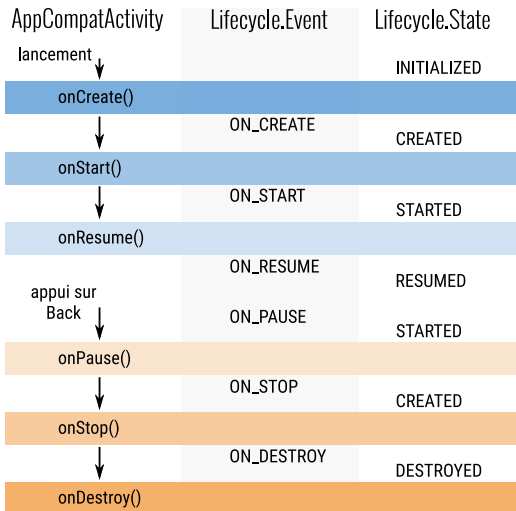 AppCompatActivity Lifecycle.Event Lifecycle.State
lancement
INITIALIZED
onCreate()
ON_CREATE
CREATED
onStart()
ON_START
STARTED
onResume()
ON_RESUME
RESUMED
appui sur
Back
ON_PAUSE
STARTED
onPause()
ON_STOP
CREATED
onStop()
ON_DESTROY
DESTROYED
onDestroy()